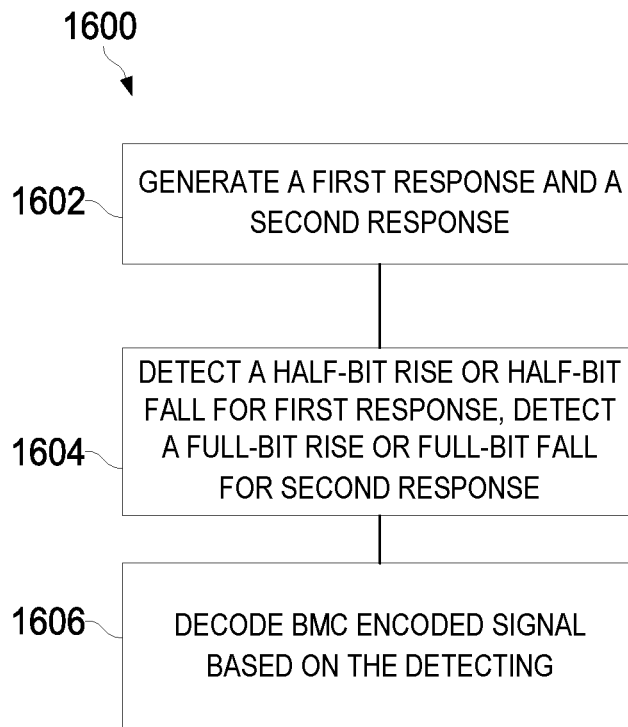 1600
1602
GENERATE A FIRST RESPONSE AND A
SECOND RESPONSE
1604
DETECT A HALF-BIT RISE OR HALF-BIT
FALL FOR FIRST RESPONSE, DETECT
A FULL-BIT RISE OR FULL-BIT FALL
FOR SECOND RESPONSE
1606
DECODE BMC ENCODED SIGNAL
BASED ON THE DETECTING